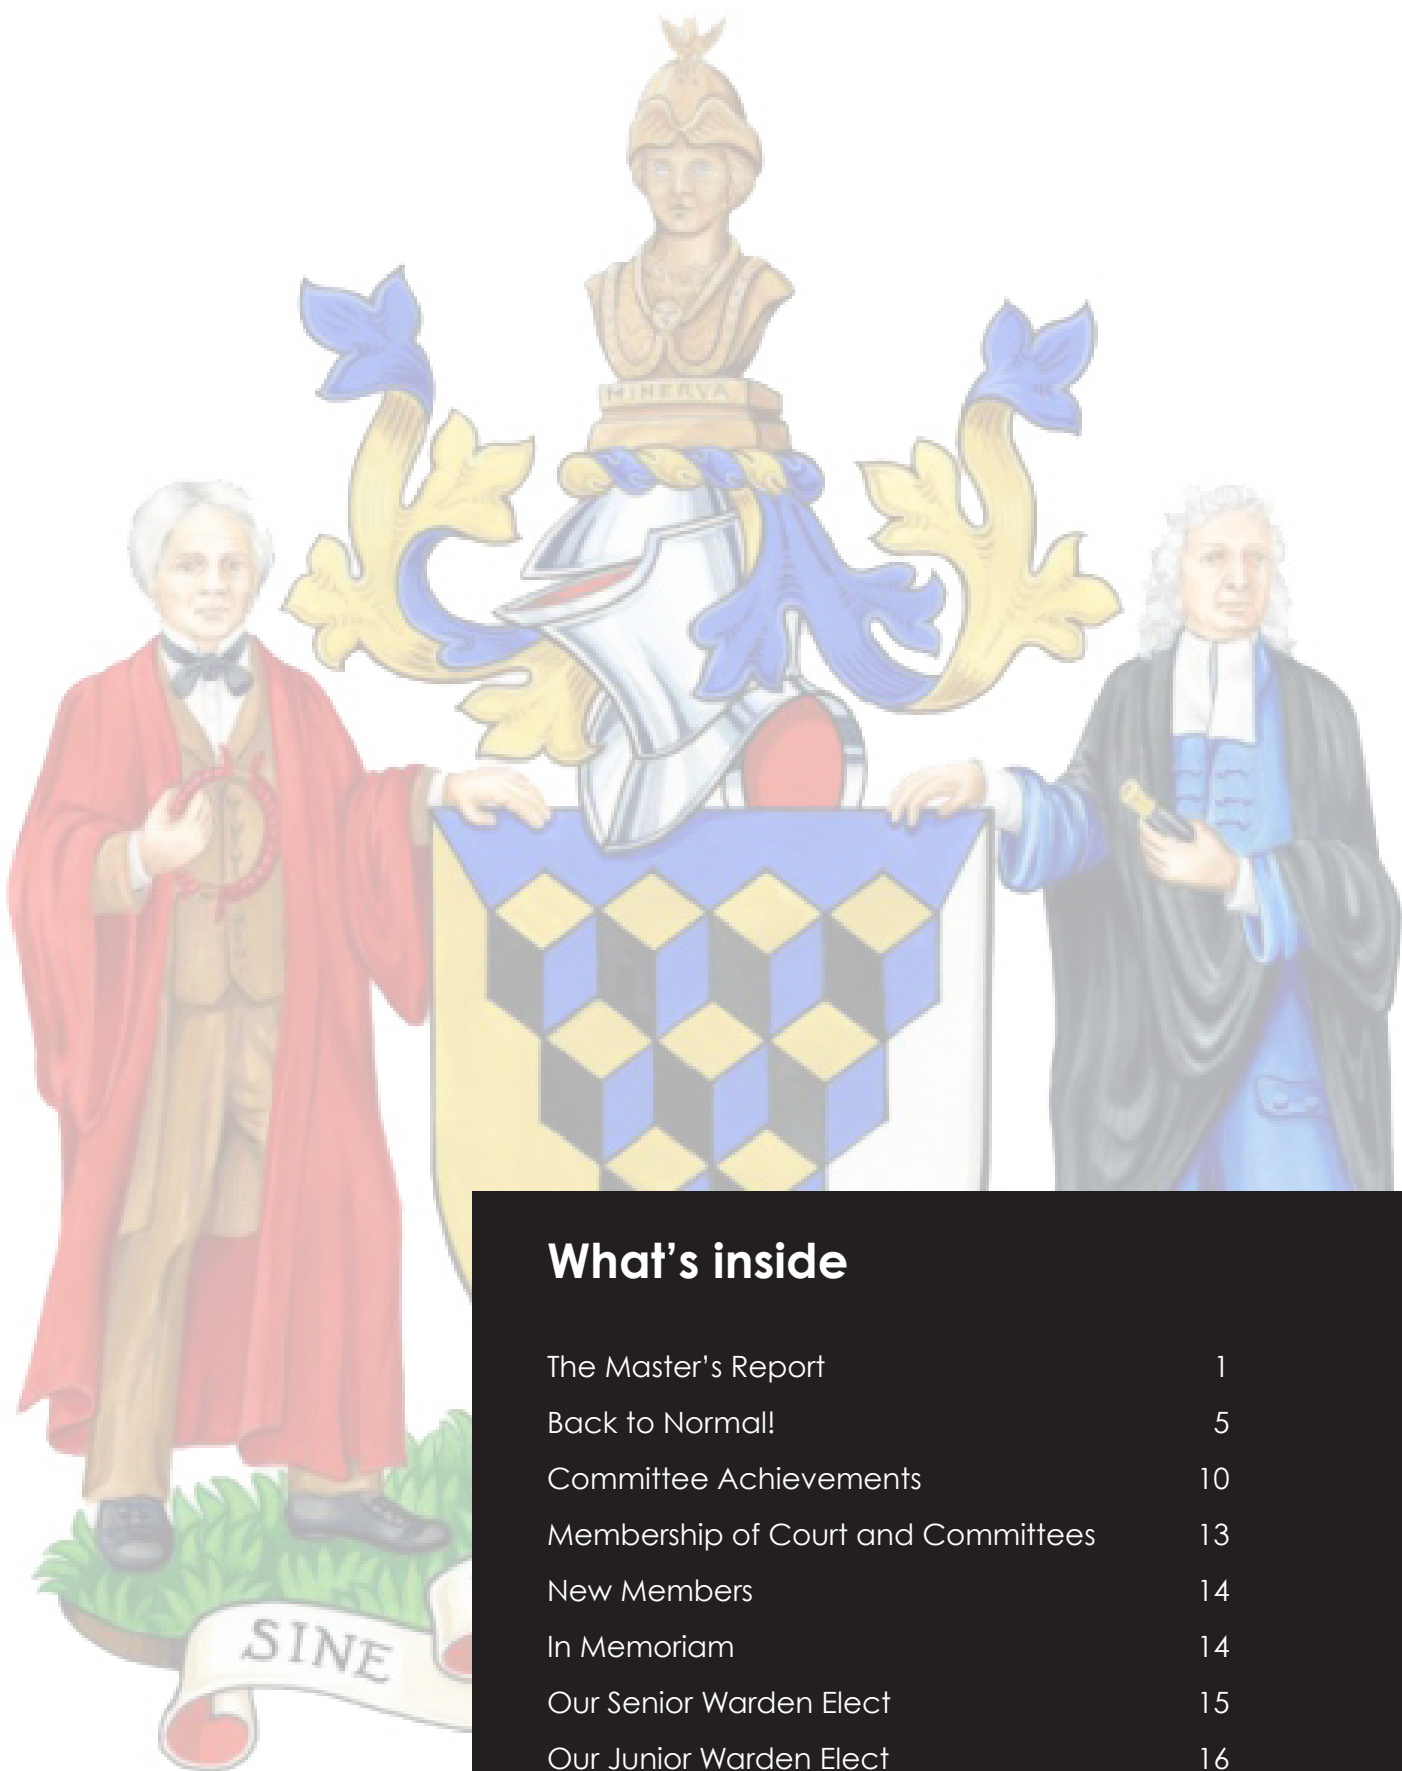 MINERVA
SINE
What's inside
The Master's Report 1
Back to Normal! 5
Committee Achievements 10
Membership of Court and Committees 13
New Members 14
In Memoriam 14
Our Senior Warden Elect 15
Our Junior Warden Elect 16